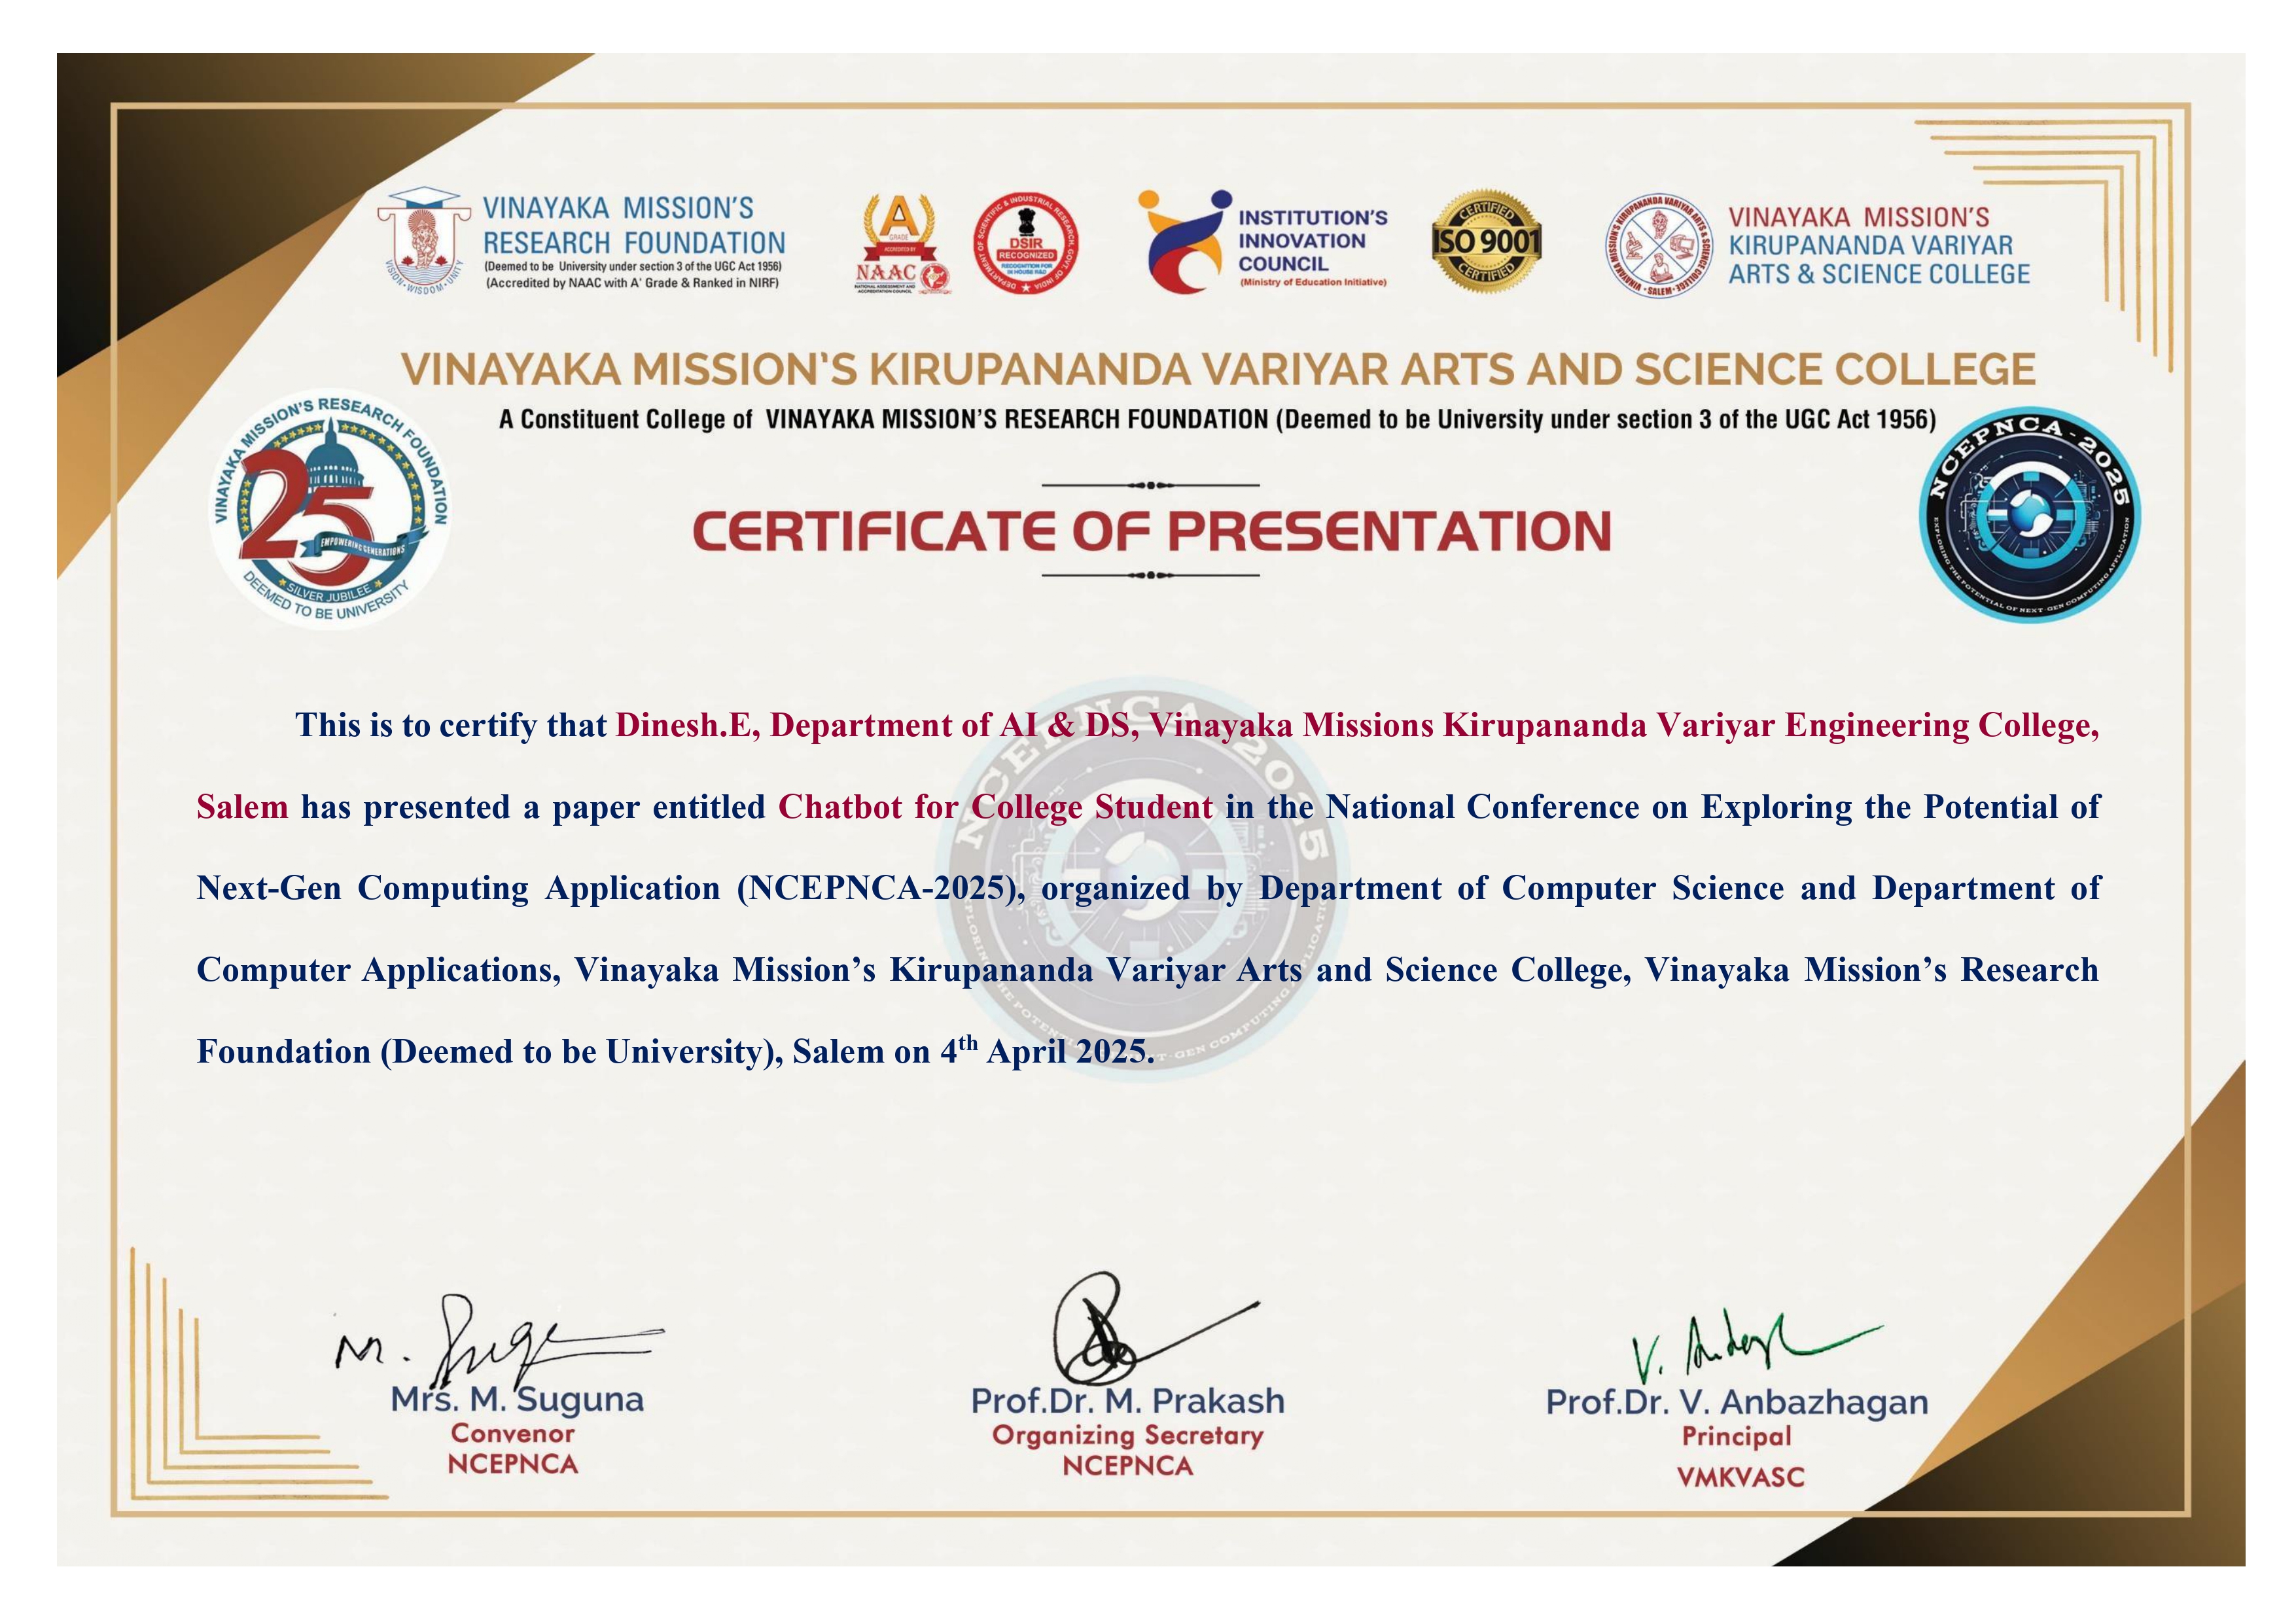 VINAYAKA MISSION'S
RESEARCH FOUNDATION
(Deemed to be University under section 3 of the UGC Act 1956)
(Accredited by NAAC with A' Grade & Ranked in NIRF)
VISION • WISDOM • UNITY
A
GRADE
ACCREDITED BY
NAAC
NATIONAL ASSESSMENT AND
ACCREDITATION COUNCIL
DEPARTMENT OF SCIENTIFIC & INDUSTRIAL RESEARCH, GOVT. OF INDIA
DSIR
RECOGNIZED
RECOGNITION FOR
IN HOUSE R&D
INSTITUTION'S
INNOVATION
COUNCIL
(Ministry of Education Initiative)
CERTIFIED
ISO 9001
CERTIFIED
VINAYAKA MISSION'S KIRUPANANDA VARIYAR ARTS & SCIENCE COLLEGE
• SALEM •
VINAYAKA MISSION'S
KIRUPANANDA VARIYAR
ARTS & SCIENCE COLLEGE
VINAYAKA MISSION'S KIRUPANANDA VARIYAR ARTS AND SCIENCE COLLEGE
A Constituent College of VINAYAKA MISSION'S RESEARCH FOUNDATION (Deemed to be University under section 3 of the UGC Act 1956)
VINAYAKA MISSION'S RESEARCH FOUNDATION
25
EMPOWERING GENERATIONS
SILVER JUBILEE
DEEMED TO BE UNIVERSITY
NCEPNCA-2025
EXPLORING THE POTENTIAL OF NEXT-GEN COMPUTING APPLICATION
CERTIFICATE OF PRESENTATION
This is to certify that Dinesh.E, Department of AI & DS, Vinayaka Missions Kirupananda Variyar Engineering College,
Salem has presented a paper entitled Chatbot for College Student in the National Conference on Exploring the Potential of
Next-Gen Computing Application (NCEPNCA-2025), organized by Department of Computer Science and Department of
Computer Applications, Vinayaka Mission's Kirupananda Variyar Arts and Science College, Vinayaka Mission's Research
Foundation (Deemed to be University), Salem on 4th April 2025.
Mrs. M. Suguna
Convenor
NCEPNCA
Prof.Dr. M. Prakash
Organizing Secretary
NCEPNCA
Prof.Dr. V. Anbazhagan
Principal
VMKVASC